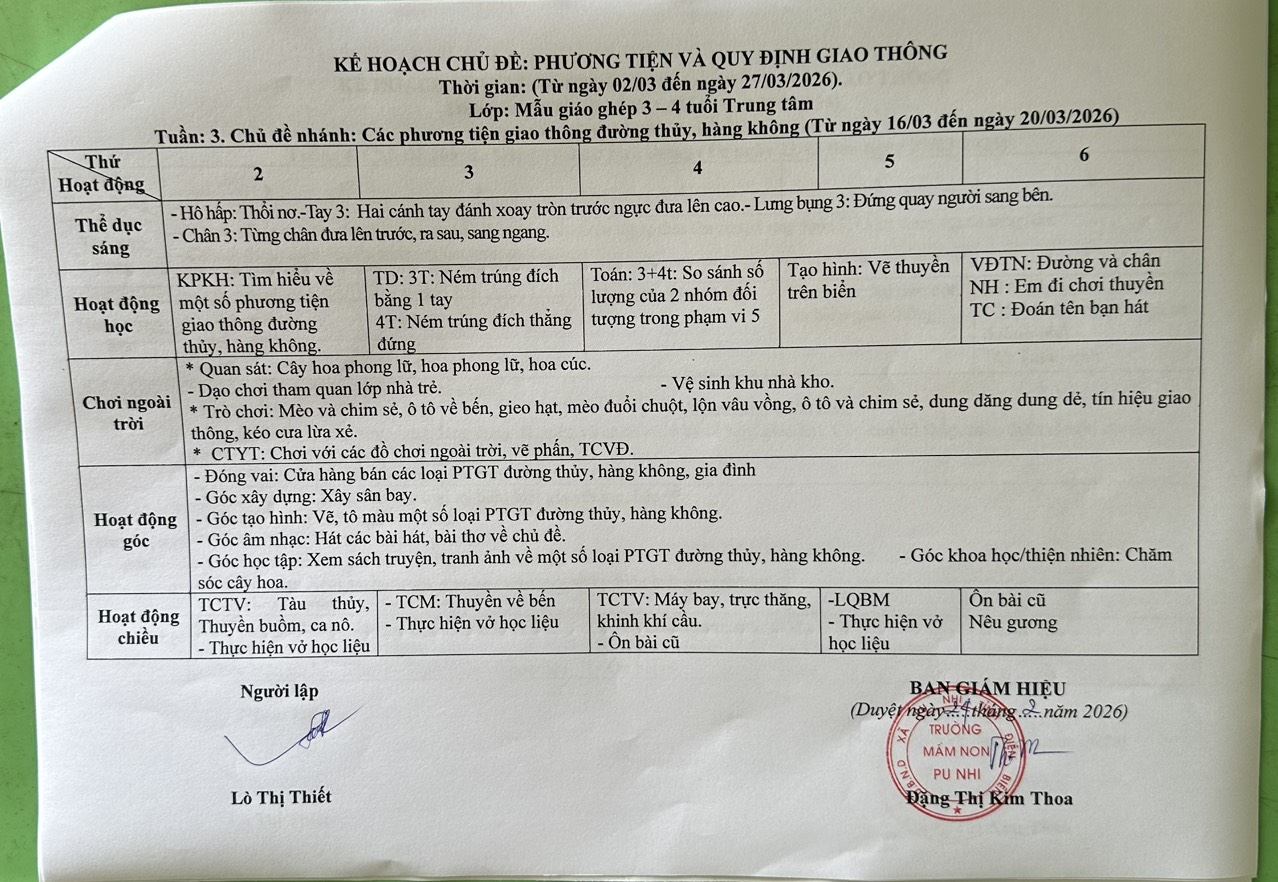 KẾ HOẠCH CHỦ ĐỀ: PHƯƠNG TIỆN VÀ QUY ĐỊNH GIAO THÔNG
Thời gian: (Từ ngày 02/03 đến ngày 27/03/2026).
Lớp: Mẫu giáo ghép 3 – 4 tuổi Trung tâm
Tuần: 3. Chủ đề nhánh: Các phương tiện giao thông đường thủy, hàng không (Từ ngày 16/03 đến ngày 20/03/2026)
Thứ
Hoạt động
2
3
4
5
6
Thể dục
sáng
- Hô hấp: Thổi nơ.-Tay 3: Hai cánh tay đánh xoay tròn trước ngực đưa lên cao.- Lưng bụng 3: Đứng quay người sang bên.
- Chân 3: Từng chân đưa lên trước, ra sau, sang ngang.
Hoạt động
học
KPKH: Tìm hiểu về
một số phương tiện
giao thông đường
thủy, hàng không.
TD: 3T: Ném trúng đích
bằng 1 tay
4T: Ném trúng đích thẳng
đứng
Toán: 3+4t: So sánh số
lượng của 2 nhóm đối
tượng trong phạm vi 5
Tạo hình: Vẽ thuyền
trên biển
VĐTN: Đường và chân
NH : Em đi chơi thuyền
TC : Đoán tên bạn hát
Chơi ngoài
trời
* Quan sát: Cây hoa phong lữ, hoa phong lữ, hoa cúc.
- Dạo chơi tham quan lớp nhà trẻ. - Vệ sinh khu nhà kho.
* Trò chơi: Mèo và chim sẻ, ô tô về bến, gieo hạt, mèo đuổi chuột, lộn vâu vồng, ô tô và chim sẻ, dung dăng dung dẻ, tín hiệu giao
thông, kéo cưa lừa xẻ.
* CTYT: Chơi với các đồ chơi ngoài trời, vẽ phấn, TCVĐ.
Hoạt động
góc
- Đóng vai: Cửa hàng bán các loại PTGT đường thủy, hàng không, gia đình
- Góc xây dựng: Xây sân bay.
- Góc tạo hình: Vẽ, tô màu một số loại PTGT đường thủy, hàng không.
- Góc âm nhạc: Hát các bài hát, bài thơ về chủ đề.
- Góc học tập: Xem sách truyện, tranh ảnh về một số loại PTGT đường thủy, hàng không. - Góc khoa học/thiện nhiên: Chăm
sóc cây hoa.
Hoạt động
chiều
TCTV: Tàu thủy,
Thuyền buồm, ca nô.
- Thực hiện vở học liệu
- TCM: Thuyền về bến
- Thực hiện vở học liệu
TCTV: Máy bay, trực thăng,
khinh khí cầu.
- Ôn bài cũ
-LQBM
- Thực hiện vở
học liệu
Ôn bài cũ
Nêu gương
Người lập
Lò Thị Thiết
BAN GIÁM HIỆU
(Duyệt ngày 24 tháng 2 năm 2026)
TRƯỜNG
MẦM NON
PU NHI
Đặng Thị Kim Thoa